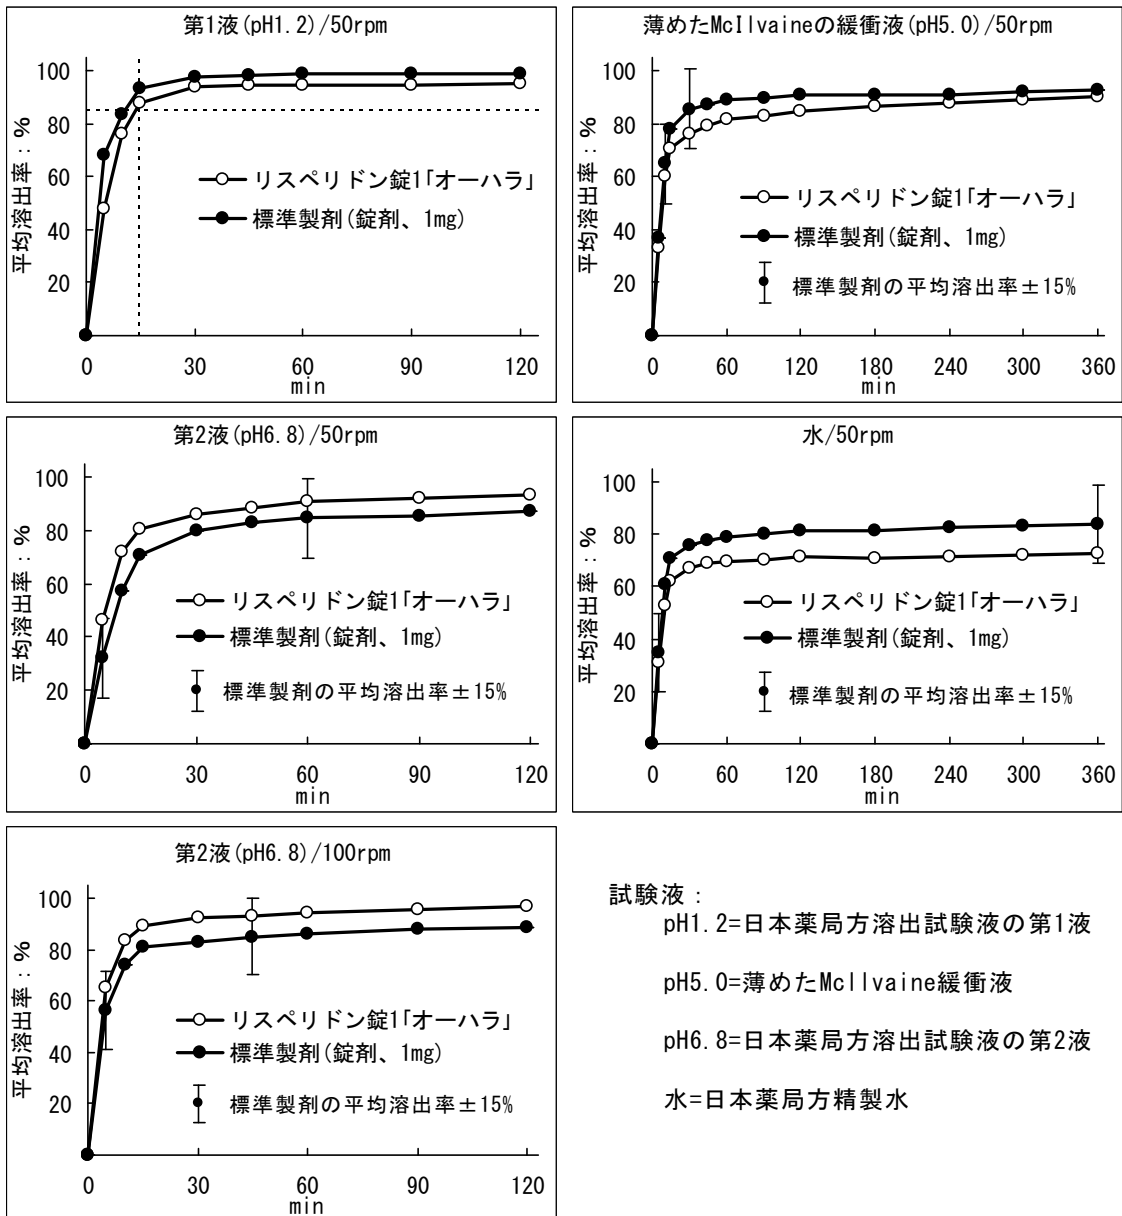 第1液(pH1.2)/50rpm
平均溶出率：%
100
80
60
40
20
リスペリドン錠1｢オーハラ｣
標準製剤(錠剤、1mg)
0
30
60
90
120
min
薄めたMcIlvaineの緩衝液(pH5.0)/50rpm
平均溶出率：%
100
80
60
40
20
リスペリドン錠1｢オーハラ｣
標準製剤(錠剤、1mg)
標準製剤の平均溶出率±15%
0
60
120
180
240
300
360
min
第2液(pH6.8)/50rpm
平均溶出率：%
100
80
60
40
20
リスペリドン錠1｢オーハラ｣
標準製剤(錠剤、1mg)
標準製剤の平均溶出率±15%
0
30
60
90
120
min
水/50rpm
平均溶出率：%
100
80
60
40
20
リスペリドン錠1｢オーハラ｣
標準製剤(錠剤、1mg)
標準製剤の平均溶出率±15%
0
60
120
180
240
300
360
min
第2液(pH6.8)/100rpm
平均溶出率：%
100
80
60
40
20
リスペリドン錠1｢オーハラ｣
標準製剤(錠剤、1mg)
標準製剤の平均溶出率±15%
0
30
60
90
120
min
試験液：
pH1.2=日本薬局方溶出試験液の第1液
pH5.0=薄めたMcIlvaine緩衝液
pH6.8=日本薬局方溶出試験液の第2液
水=日本薬局方精製水